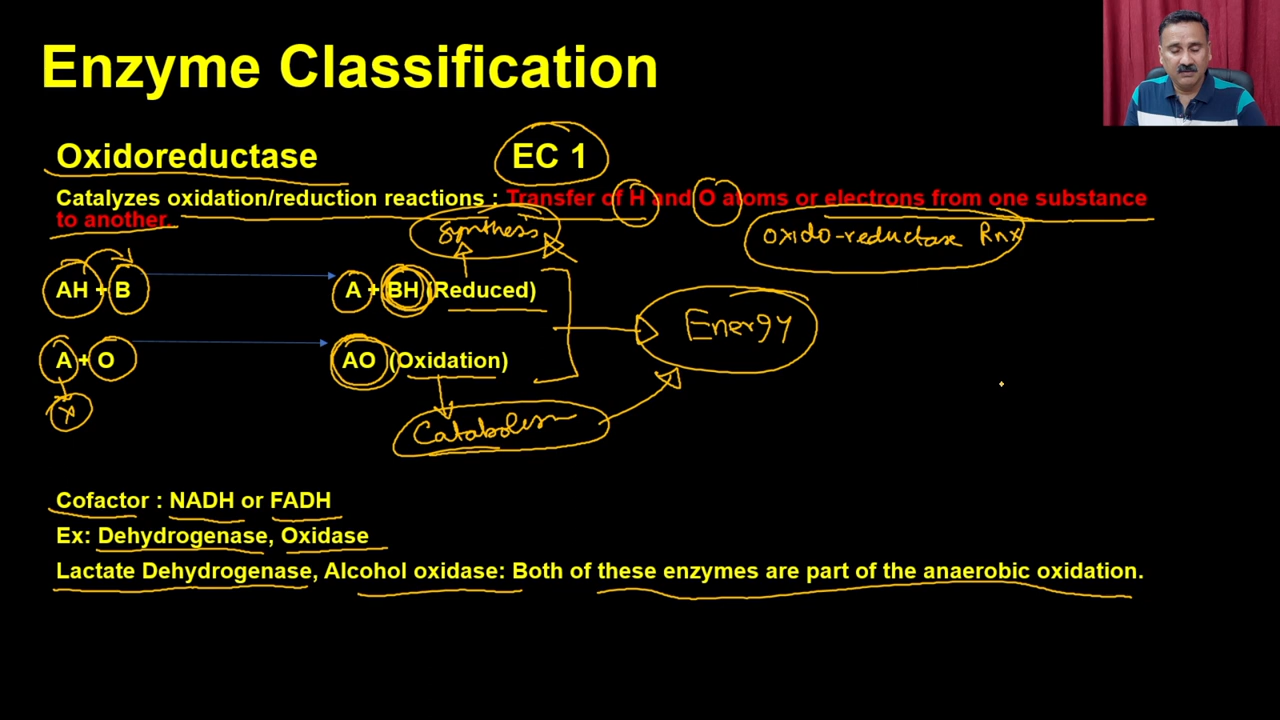 Enzyme Classification
Oxidoreductase EC 1
Catalyzes oxidation/reduction reactions : Transfer of H and O atoms or electrons from one substance
to another.
Synthesis
Oxido-reductase Rnx
AH + B A + BH (Reduced)
Energy
A + O AO (Oxidation)
x
Catabolism
Cofactor : NADH or FADH
Ex: Dehydrogenase, Oxidase
Lactate Dehydrogenase, Alcohol oxidase: Both of these enzymes are part of the anaerobic oxidation.